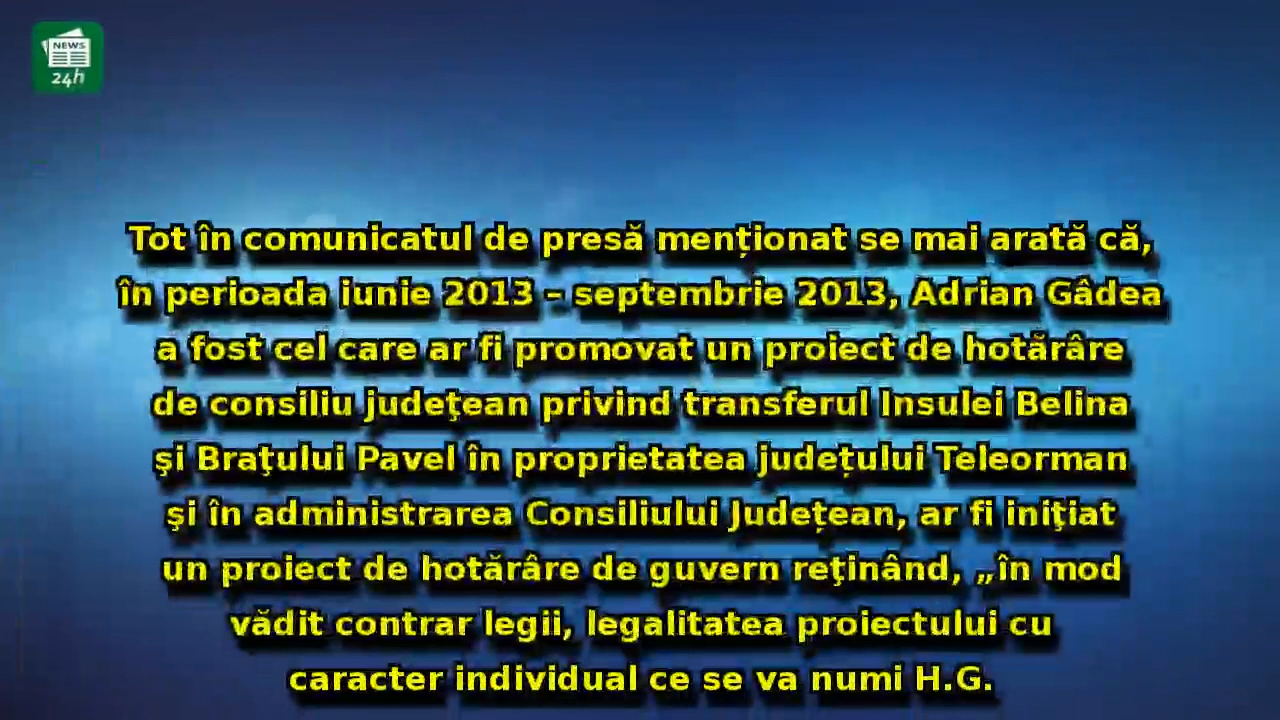 NEWS
24h
Tot în comunicatul de presă menționat se mai arată că,
în perioada iunie 2013 – septembrie 2013, Adrian Gâdea
a fost cel care ar fi promovat un proiect de hotărâre
de consiliu judeţean privind transferul Insulei Belina
şi Braţului Pavel în proprietatea județului Teleorman
şi în administrarea Consiliului Județean, ar fi iniţiat
un proiect de hotărâre de guvern reţinând, „în mod
vădit contrar legii, legalitatea proiectului cu
caracter individual ce se va numi H.G.